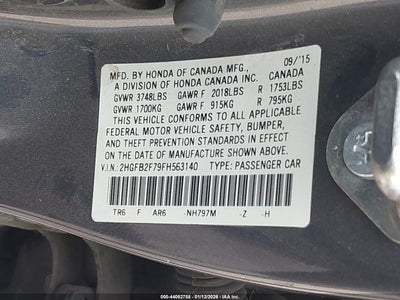 MFD. BY HONDA OF CANADA MFG., 09/'15
A DIVISION OF HONDA CANADA INC. CANADA
GVWR 3748LBS GAWR F 2018LBS R 1753LBS
GVWR 1700KG GAWR F 915KG R 795KG
THIS VEHICLE CONFORMS TO ALL APPLICABLE
FEDERAL MOTOR VEHICLE SAFETY, BUMPER,
AND THEFT PREVENTION STANDARDS IN EFFECT
ON THE DATE OF MANUFACTURE SHOWN ABOVE.
V.I.N.: 2HGFB2F79FH563140 TYPE: PASSENGER CAR
TR6 F AR6 -NH797M -Z -H
000-44082758 (US) 01/12/2026 - IAA